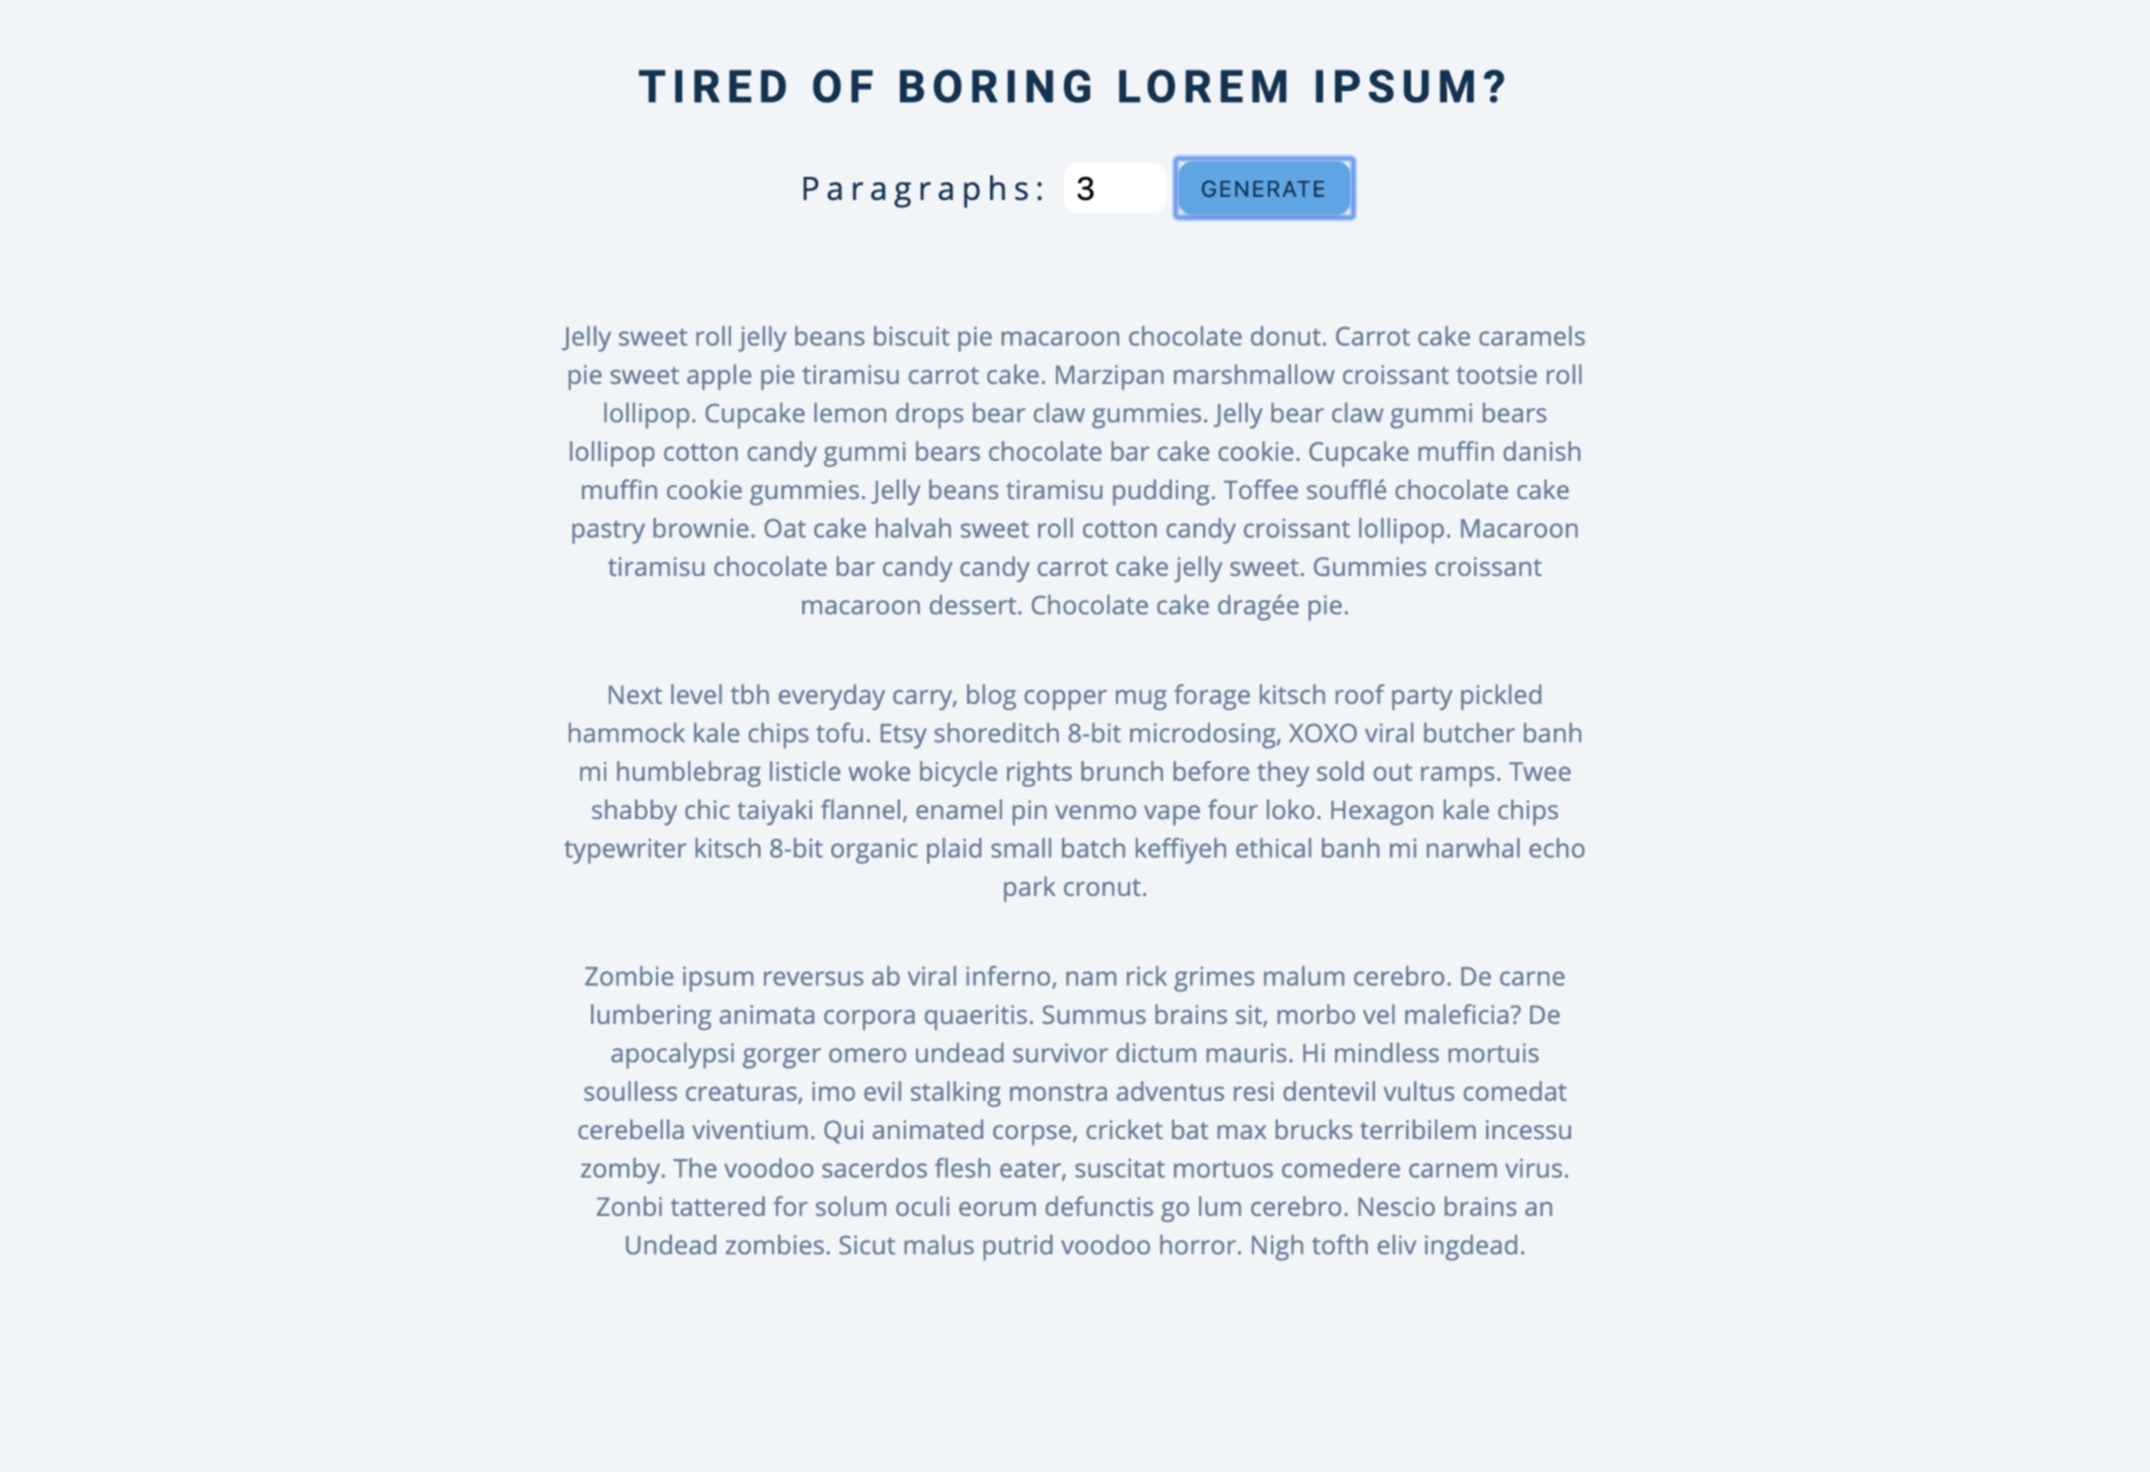 TIRED OF BORING LOREM IPSUM?
Paragraphs: 3 GENERATE
Jelly sweet roll jelly beans biscuit pie macaroon chocolate donut. Carrot cake caramels
pie sweet apple pie tiramisu carrot cake. Marzipan marshmallow croissant tootsie roll
lollipop. Cupcake lemon drops bear claw gummies. Jelly bear claw gummi bears
lollipop cotton candy gummi bears chocolate bar cake cookie. Cupcake muffin danish
muffin cookie gummies. Jelly beans tiramisu pudding. Toffee soufflé chocolate cake
pastry brownie. Oat cake halvah sweet roll cotton candy croissant lollipop. Macaroon
tiramisu chocolate bar candy candy carrot cake jelly sweet. Gummies croissant
macaroon dessert. Chocolate cake dragée pie.
Next level tbh everyday carry, blog copper mug forage kitsch roof party pickled
hammock kale chips tofu. Etsy shoreditch 8-bit microdosing, XOXO viral butcher banh
mi humblebrag listicle woke bicycle rights brunch before they sold out ramps. Twee
shabby chic taiyaki flannel, enamel pin venmo vape four loko. Hexagon kale chips
typewriter kitsch 8-bit organic plaid small batch keffiyeh ethical banh mi narwhal echo
park cronut.
Zombie ipsum reversus ab viral inferno, nam rick grimes malum cerebro. De carne
lumbering animata corpora quaeritis. Summus brains sit, morbo vel maleficia? De
apocalypsi gorger omero undead survivor dictum mauris. Hi mindless mortuis
soulless creaturas, imo evil stalking monstra adventus resi dentevil vultus comedat
cerebella viventium. Qui animated corpse, cricket bat max brucks terribilem incessu
zomby. The voodoo sacerdos flesh eater, suscitat mortuos comedere carnem virus.
Zonbi tattered for solum oculi eorum defunctis go lum cerebro. Nescio brains an
Undead zombies. Sicut malus putrid voodoo horror. Nigh tofth eliv ingdead.